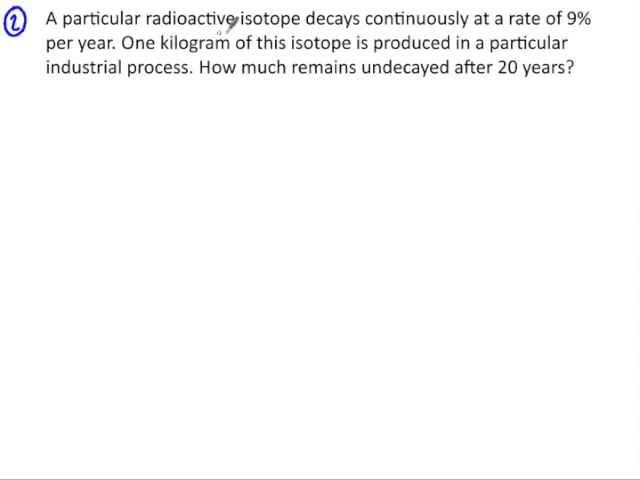 2 A particular radioactive isotope decays continuously at a rate of 9%
per year. One kilogram of this isotope is produced in a particular
industrial process. How much remains undecayed after 20 years?